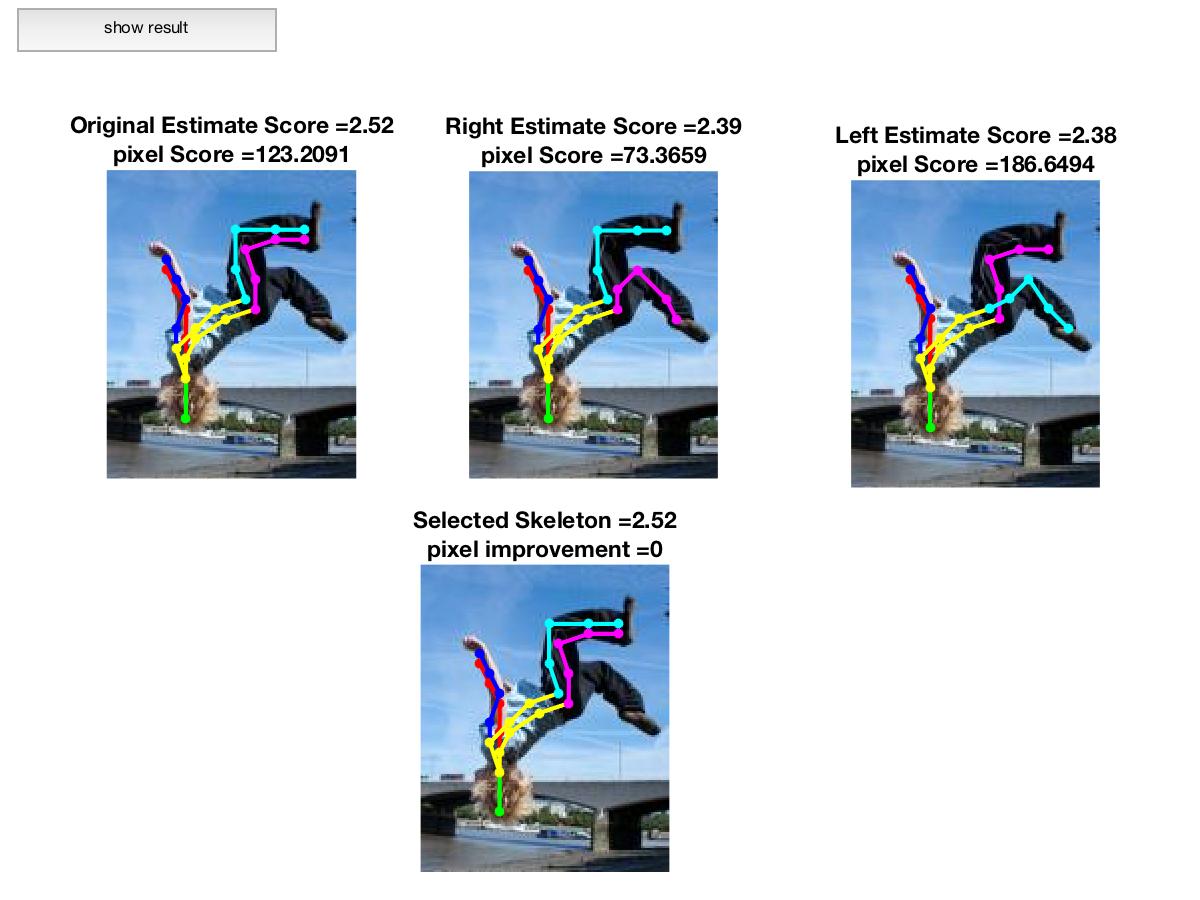 show result
Original Estimate Score =2.52
pixel Score =123.2091
Right Estimate Score =2.39
pixel Score =73.3659
Left Estimate Score =2.38
pixel Score =186.6494
Selected Skeleton =2.52
pixel improvement =0